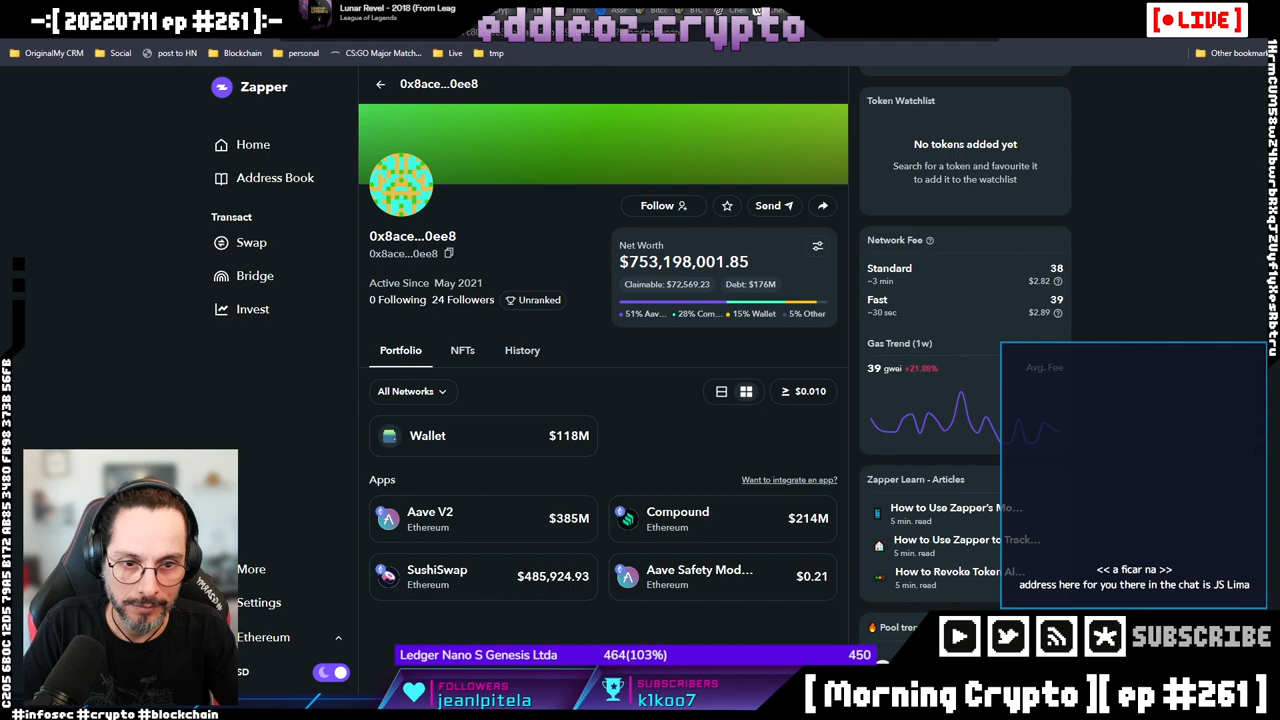 -:[ 20220711 ep #261 ]:-
Lunar Revel - 2018 (From Leag
League of Legends
eddieoz.crypto
[● LIVE]
OriginalMy CRM
Social
post to HN
Blockchain
personal
CS:GO Major Match...
Live
tmp
Other bookmar
Zapper
Home
Address Book
Transact
Swap
Bridge
Invest
More
Settings
Ethereum
SD
0x8ace...0ee8
Follow
Send
0x8ace...0ee8
0x8ace...0ee8
Active Since May 2021
0 Following 24 Followers
Unranked
Net Worth
$753,198,001.85
Claimable: $72,569.23
Debt: $176M
51% Aav... 28% Com... 15% Wallet 5% Other
Portfolio
NFTs
History
All Networks
≥ $0.010
Wallet
$118M
Apps
Want to integrate an app?
Aave V2
Ethereum
$385M
Compound
Ethereum
$214M
SushiSwap
Ethereum
$485,924.93
Aave Safety Mod...
Ethereum
$0.21
Token Watchlist
No tokens added yet
Search for a token and favourite it
to add it to the watchlist
Network Fee
Standard 38
~3 min $2.82
Fast 39
~30 sec $2.89
Gas Trend (1w)
39 gwei +21.88%
Avg. Fee
Zapper Learn - Articles
How to Use Zapper's Mo...
5 min. read
How to Use Zapper to Track...
5 min. read
How to Revoke Token Al...
5 min. read
Pool tren
<< a ficar na >>
address here for you there in the chat is JS Lima
SUBSCRIBE
Ledger Nano S Genesis Ltda 464(103%) 450
FOLLOWERS
jeanlpitela
SUBSCRIBERS
k1koo7
[ Morning Crypto ][ ep #261 ]
#infosec #crypto #blockchain